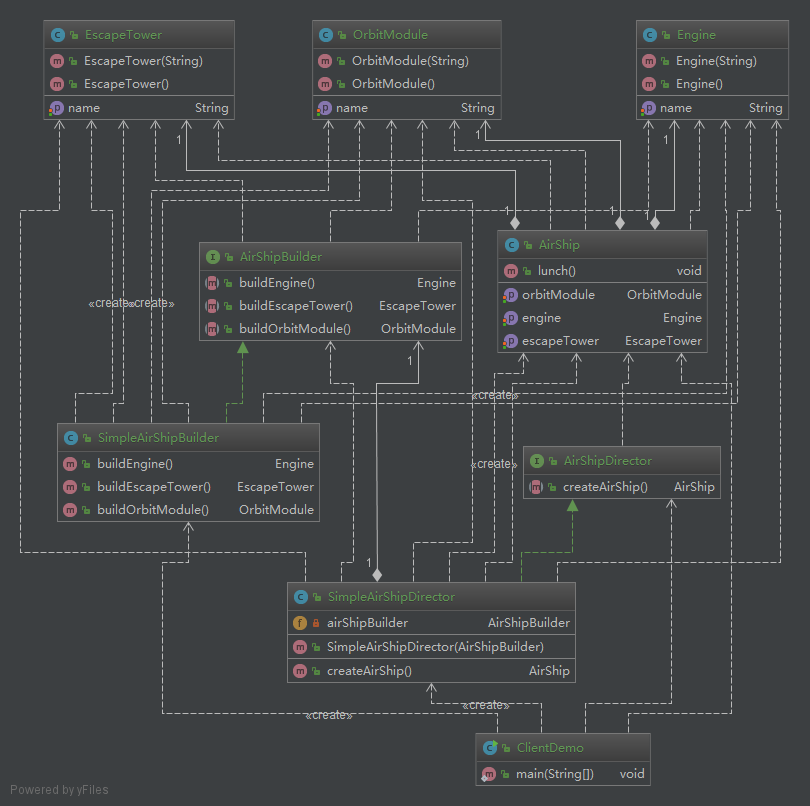 EscapeTower
EscapeTower(String)
EscapeTower()
name String
OrbitModule
OrbitModule(String)
OrbitModule()
name String
Engine
Engine(String)
Engine()
name String
1
1
1
1
1
1
AirShipBuilder
buildEngine() Engine
buildEscapeTower() EscapeTower
buildOrbitModule() OrbitModule
AirShip
lunch() void
orbitModule OrbitModule
engine Engine
escapeTower EscapeTower
«create»
«create»
1
«create»
SimpleAirShipBuilder
buildEngine() Engine
buildEscapeTower() EscapeTower
buildOrbitModule() OrbitModule
«create»
AirShipDirector
createAirShip() AirShip
1
SimpleAirShipDirector
airShipBuilder AirShipBuilder
SimpleAirShipDirector(AirShipBuilder)
createAirShip() AirShip
«create»
«create»
ClientDemo
main(String[]) void
Powered by yFiles